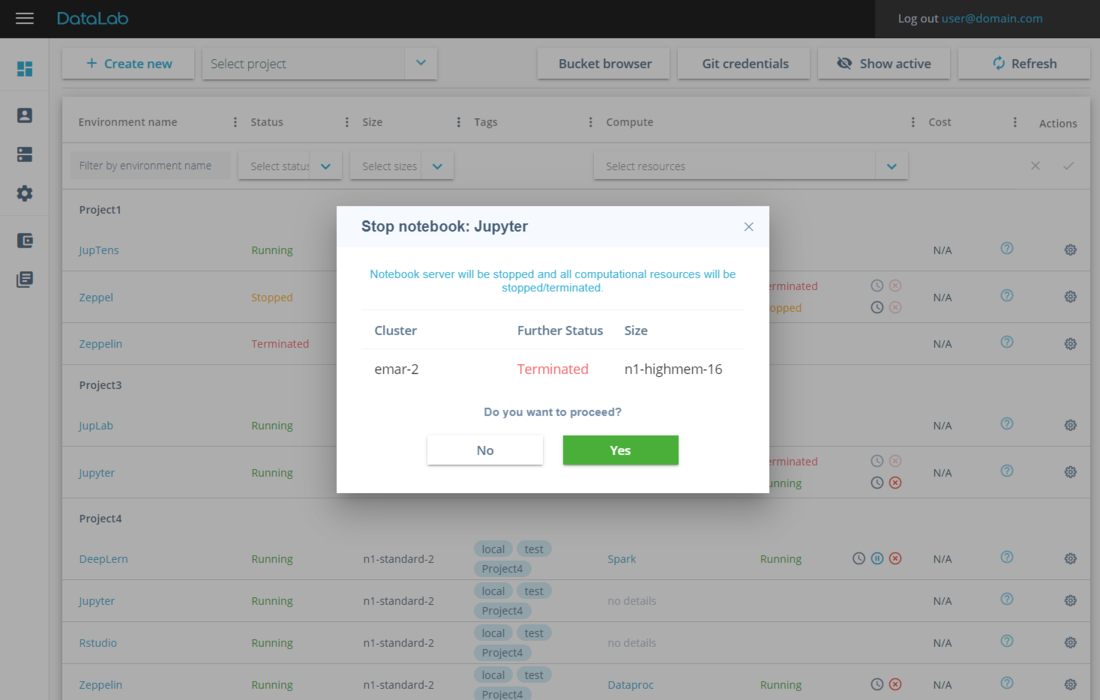 DataLab
Log out user@domain.com
+ Create new
Select project
Bucket browser
Git credentials
Show active
Refresh
Environment name Status Size Tags Compute Cost Actions
Filter by environment name Select status Select sizes Select resources
Project1
JupTens Running N/A
Zeppel Stopped N/A
Zeppelin Terminated N/A
Project3
JupLab Running N/A
Jupyter Running N/A
Stop notebook: Jupyter
Notebook server will be stopped and all computational resources will be
stopped/terminated.
Cluster Further Status Size
emar-2 Terminated n1-highmem-16
Do you want to proceed?
No Yes
Project4
DeepLern Running n1-standard-2 local test Project4 Spark Running N/A
Jupyter Running n1-standard-2 local test Project4 no details N/A
Rstudio Running n1-standard-2 local test Project4 no details N/A
Zeppelin Running n1-standard-2 local test Project4 Dataproc Running N/A